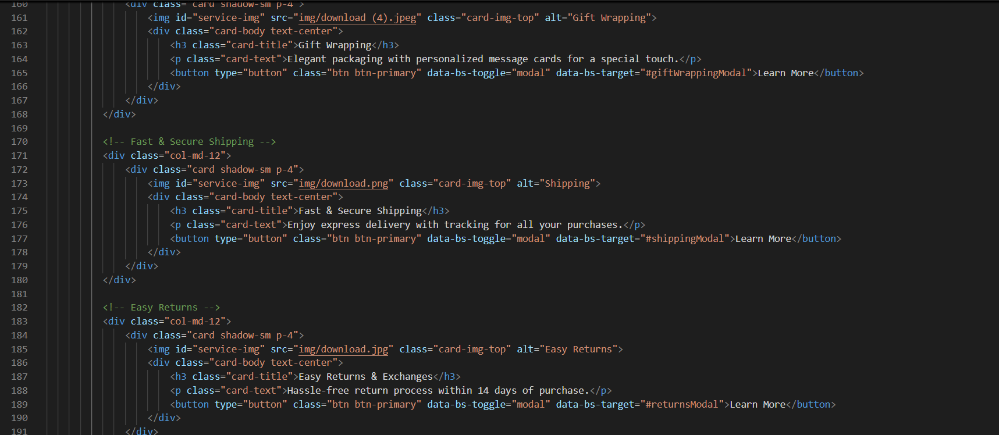 160 <div class="card shadow-sm p-4">
161 <img id="service-img" src="img/download (4).jpeg" class="card-img-top" alt="Gift Wrapping">
162 <div class="card-body text-center">
163 <h3 class="card-title">Gift Wrapping</h3>
164 <p class="card-text">Elegant packaging with personalized message cards for a special touch.</p>
165 <button type="button" class="btn btn-primary" data-bs-toggle="modal" data-bs-target="#giftWrappingModal">Learn More</button>
166 </div>
167 </div>
168 </div>
169
170 <!-- Fast & Secure Shipping -->
171 <div class="col-md-12">
172 <div class="card shadow-sm p-4">
173 <img id="service-img" src="img/download.png" class="card-img-top" alt="Shipping">
174 <div class="card-body text-center">
175 <h3 class="card-title">Fast & Secure Shipping</h3>
176 <p class="card-text">Enjoy express delivery with tracking for all your purchases.</p>
177 <button type="button" class="btn btn-primary" data-bs-toggle="modal" data-bs-target="#shippingModal">Learn More</button>
178 </div>
179 </div>
180 </div>
181
182 <!-- Easy Returns -->
183 <div class="col-md-12">
184 <div class="card shadow-sm p-4">
185 <img id="service-img" src="img/download.jpg" class="card-img-top" alt="Easy Returns">
186 <div class="card-body text-center">
187 <h3 class="card-title">Easy Returns & Exchanges</h3>
188 <p class="card-text">Hassle-free return process within 14 days of purchase.</p>
189 <button type="button" class="btn btn-primary" data-bs-toggle="modal" data-bs-target="#returnsModal">Learn More</button>
190 </div>
191 </div>